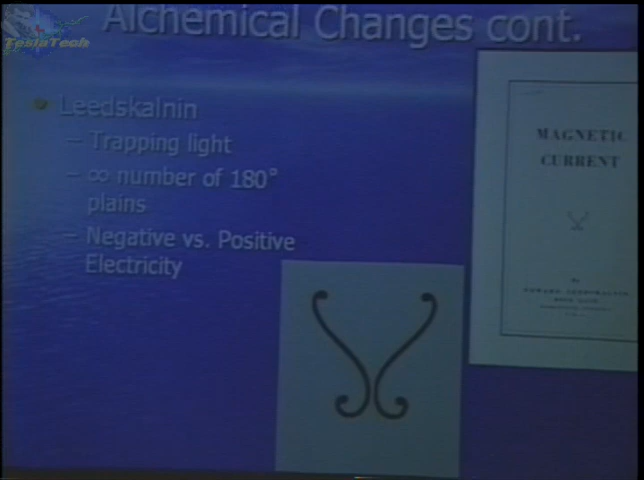 TeslaTech
Alchemical Changes cont.
Leedskalnin
– Trapping light
– ∞ number of 180°
plains
– Negative vs. Positive
Electricity
MAGNETIC
CURRENT
By